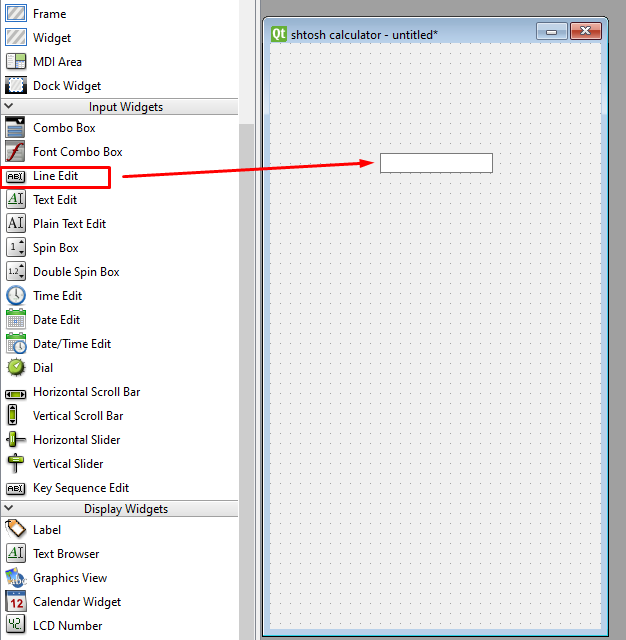 Frame
Widget
MDI Area
Dock Widget
Input Widgets
Combo Box
Font Combo Box
Line Edit
Text Edit
Plain Text Edit
Spin Box
Double Spin Box
Time Edit
Date Edit
Date/Time Edit
Dial
Horizontal Scroll Bar
Vertical Scroll Bar
Horizontal Slider
Vertical Slider
Key Sequence Edit
Display Widgets
Label
Text Browser
Graphics View
Calendar Widget
LCD Number
Qt shtosh calculator - untitled*